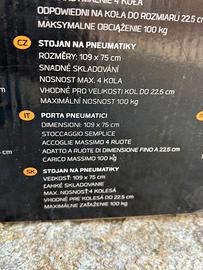 4 KOŁA
ODPOWIEDNI NA KOŁA DO ROZMIARU 22.5 c
MAKSYMALNE OBCIĄŻENIE 100 kg
CZ
STOJAN NA PNEUMATIKY
ROZMĚRY: 109 x 75 cm
SNADNÉ SKLADOVÁNÍ
NOSNOST MAX. 4 KOLA
VHODNÉ PRO VELIKOSTI KOL DO 22.5 cm
MAXIMÁLNÍ NOSNOST 100 kg
IT
PORTA PNEUMATICI
DIMENSIONI: 109 x 75 cm
STOCCAGGIO SEMPLICE
ACCOGLIE MASSIMO 4 RUOTE
ADATTO A RUOTE DI DIMENSIONE FINO A 22.5 cm
CARICO MASSIMO 100 kg
SK
STOJAN NA PNEUMATIKY
VEĽKOSŤ: 109 x 75 cm
ĽAHKÉ SKLADOVANIE
MAX. NOSNOSŤ 4 KOLESÁ
VHODNÉ PRE KOLESÁ DO 22.5 cm
MAXIMÁLNE ZAŤAŽENIE 100 kg